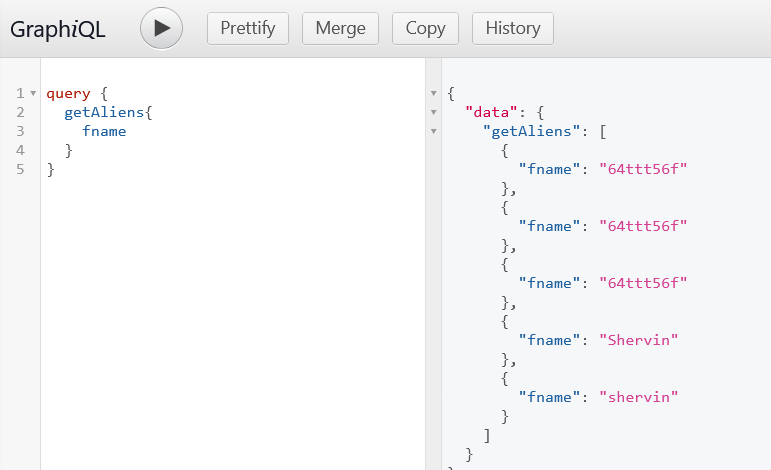 GraphiQL Prettify Merge Copy History
1 query {
2 getAliens{
3 fname
4 }
5 }
{
"data": {
"getAliens": [
{
"fname": "64ttt56f"
},
{
"fname": "64ttt56f"
},
{
"fname": "64ttt56f"
},
{
"fname": "Shervin"
},
{
"fname": "shervin"
}
]
}
}